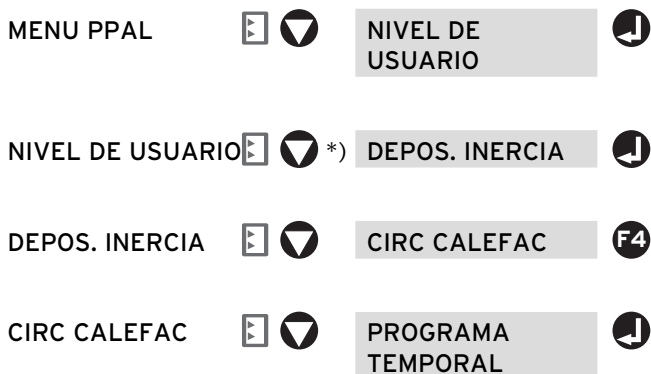 MENU PPAL NIVEL DE
USUARIO
NIVEL DE USUARIO *) DEPOS. INERCIA
DEPOS. INERCIA CIRC CALEFAC F4
CIRC CALEFAC PROGRAMA
TEMPORAL